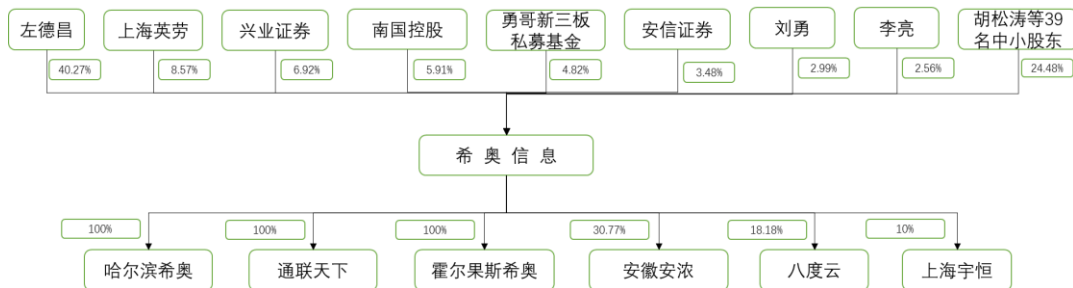 左德昌
上海英劳
兴业证券
南国控股
勇哥新三板
私募基金
安信证券
刘勇
李亮
胡松涛等39
名中小股东
40.27%
8.57%
6.92%
5.91%
4.82%
3.48%
2.99%
2.56%
24.48%
希奥信息
100%
100%
100%
30.77%
18.18%
10%
哈尔滨希奥
通联天下
霍尔果斯希奥
安徽安浓
八度云
上海宇恒